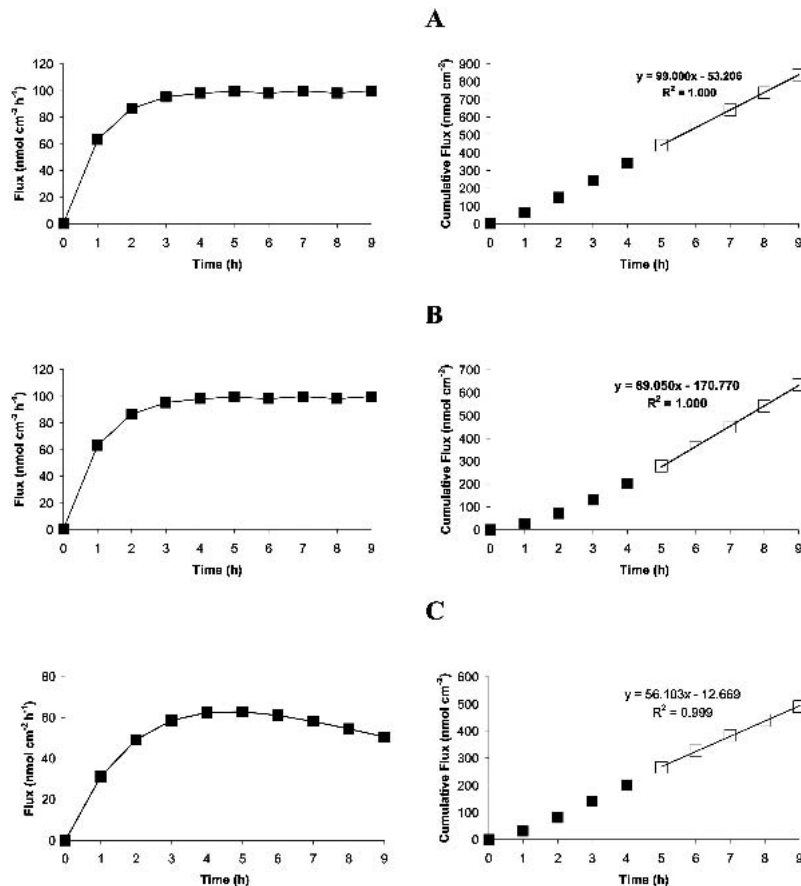 A
Flux (nmol cm⁻² h⁻¹)
120
100
80
60
40
20
0
0 1 2 3 4 5 6 7 8 9
Time (h)
Cumulative Flux (nmol cm⁻²)
900
800
700
600
500
400
300
200
100
0
y = 99.000x - 53.206
R² = 1.000
0 1 2 3 4 5 6 7 8 9
Time (h)
B
Flux (nmol cm⁻² h⁻¹)
120
100
80
60
40
20
0
0 1 2 3 4 5 6 7 8 9
Time (h)
Cumulative Flux (nmol cm⁻²)
700
600
500
400
300
200
100
0
y = 89.050x - 170.770
R² = 1.000
0 1 2 3 4 5 6 7 8 9
Time (h)
C
Flux (nmol cm⁻² h⁻¹)
80
60
40
20
0
0 1 2 3 4 5 6 7 8 9
Time (h)
Cumulative Flux (nmol cm⁻²)
600
500
400
300
200
100
0
y = 56.103x - 12.669
R² = 0.999
0 1 2 3 4 5 6 7 8 9
Time (h)